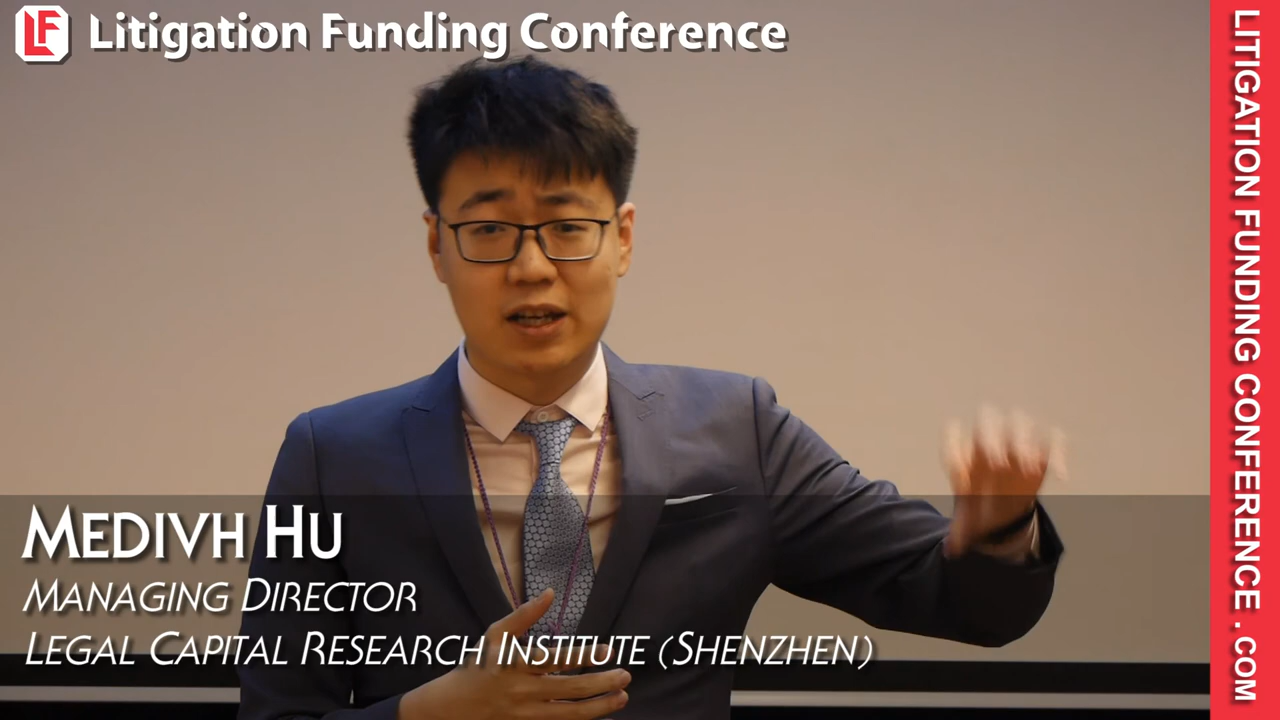 LF
Litigation Funding Conference
MEDIVH HU
MANAGING DIRECTOR
LEGAL CAPITAL RESEARCH INSTITUTE (SHENZHEN)
LITIGATION FUNDING CONFERENCE . COM